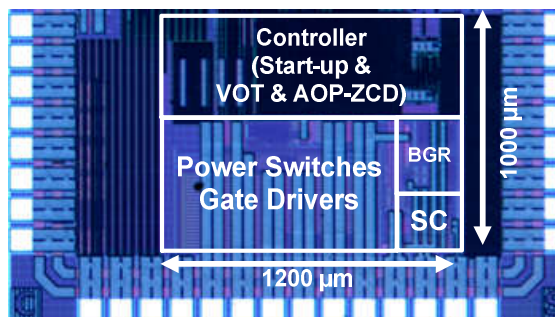 Controller
(Start-up &
VOT & AOP-ZCD)
Power Switches
Gate Drivers
BGR
SC
1000 µm
1200 µm